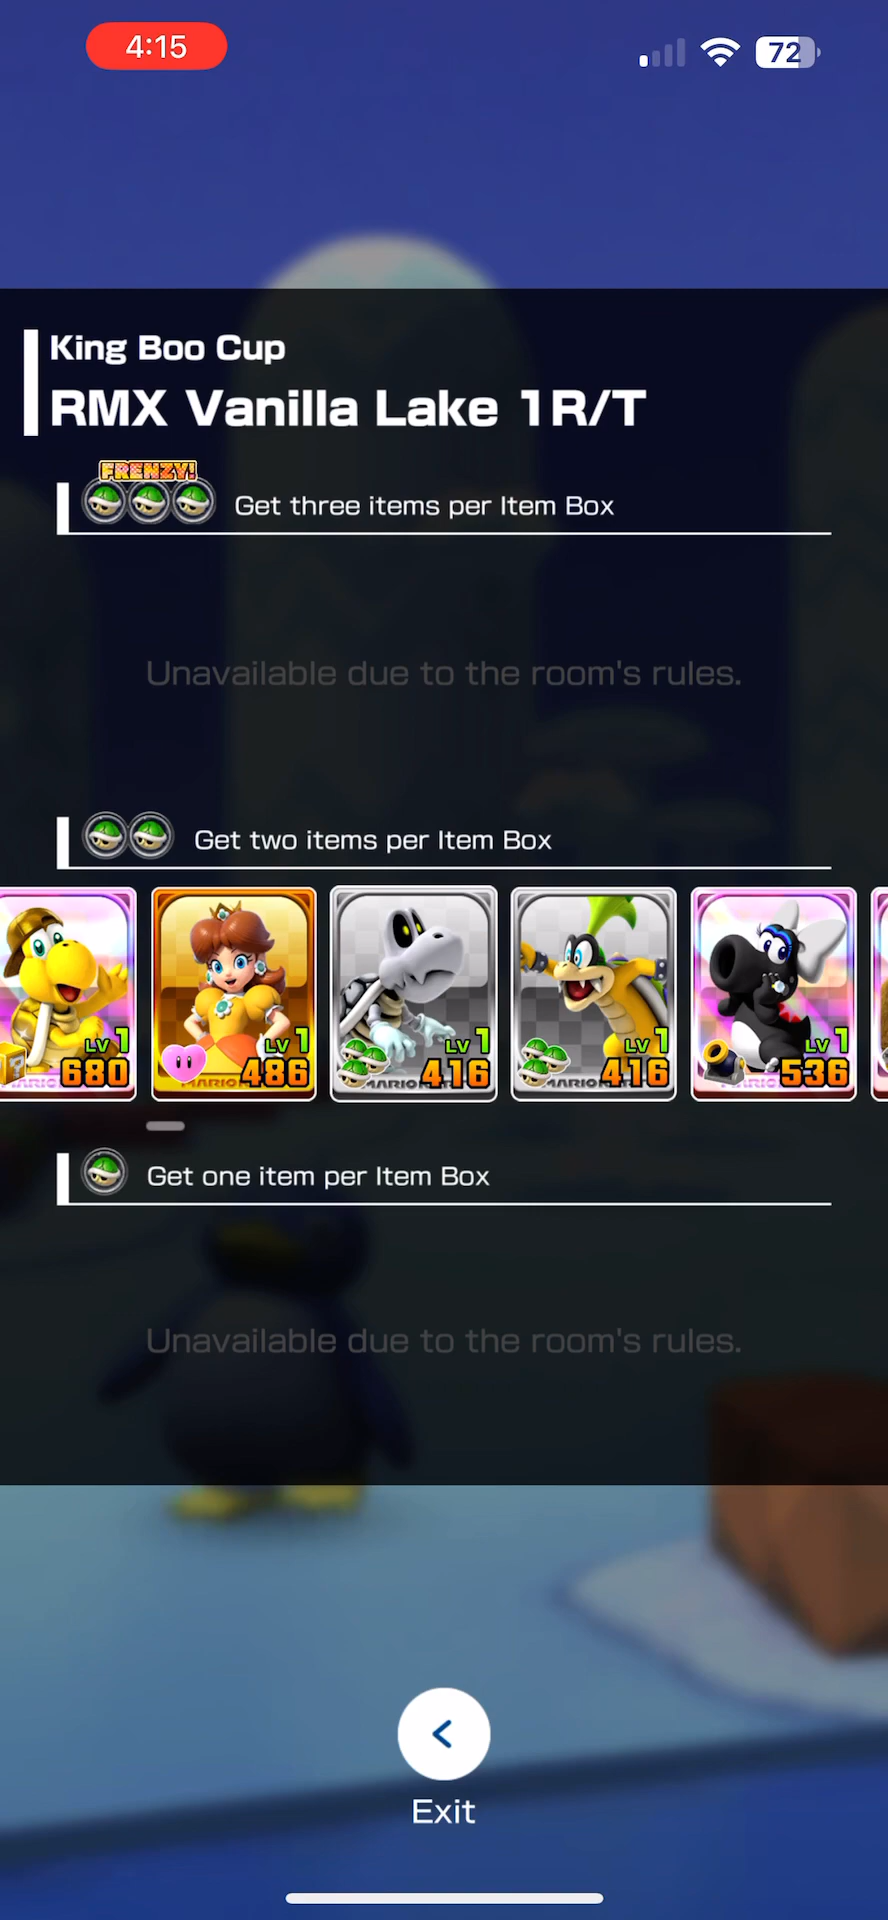 4:15
72
King Boo Cup
RMX Vanilla Lake 1R/T
FRENZY!
Get three items per Item Box
Unavailable due to the room's rules.
Get two items per Item Box
LV 1
680
LV 1
486
LV 1
416
LV 1
416
LV 1
536
Get one item per Item Box
Unavailable due to the room's rules.
Exit